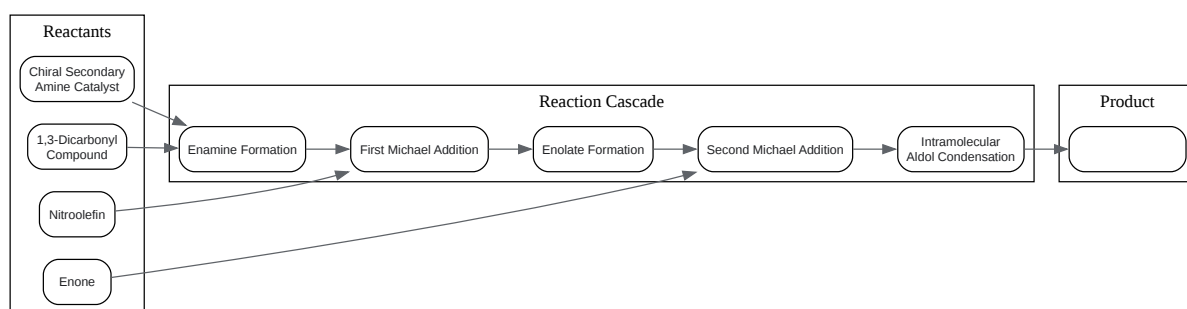 Reactants
Chiral Secondary
Amine Catalyst
1,3-Dicarbonyl
Compound
Nitroolefin
Enone
Reaction Cascade
Enamine Formation
First Michael Addition
Enolate Formation
Second Michael Addition
Intramolecular
Aldol Condensation
Product